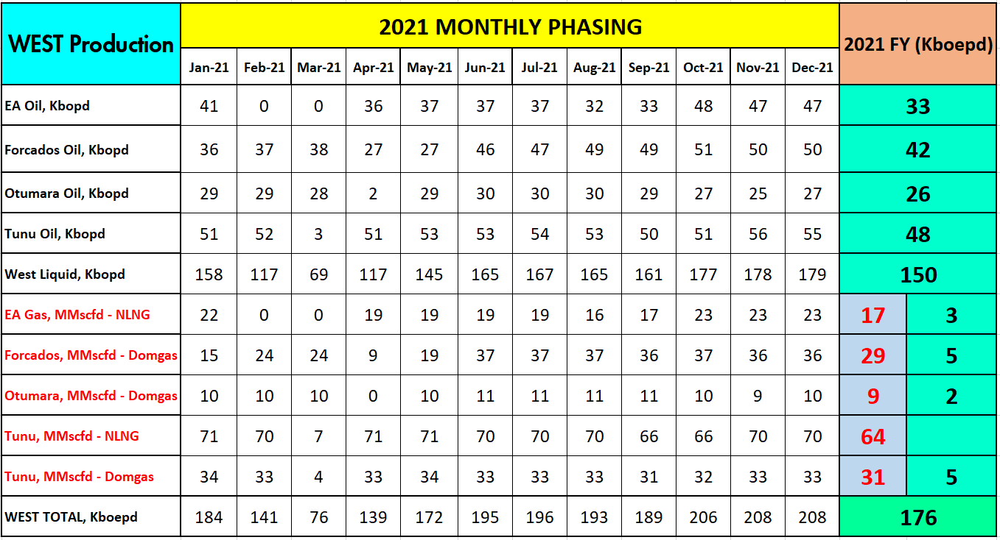 WEST Production 2021 MONTHLY PHASING 2021 FY (Kboepd)
Jan-21 Feb-21 Mar-21 Apr-21 May-21 Jun-21 Jul-21 Aug-21 Sep-21 Oct-21 Nov-21 Dec-21
EA Oil, Kbopd 41 0 0 36 37 37 37 32 33 48 47 47 33
Forcados Oil, Kbopd 36 37 38 27 27 46 47 49 49 51 50 50 42
Otumara Oil, Kbopd 29 29 28 2 29 30 30 30 29 27 25 27 26
Tunu Oil, Kbopd 51 52 3 51 53 53 54 53 50 51 56 55 48
West Liquid, Kbopd 158 117 69 117 145 165 167 165 161 177 178 179 150
EA Gas, MMscfd - NLNG 22 0 0 19 19 19 19 16 17 23 23 23 17 3
Forcados, MMscfd - Domgas 15 24 24 9 19 37 37 37 36 37 36 36 29 5
Otumara, MMscfd - Domgas 10 10 10 0 10 11 11 11 11 10 9 10 9 2
Tunu, MMscfd - NLNG 71 70 7 71 71 70 70 70 66 66 70 70 64
Tunu, MMscfd - Domgas 34 33 4 33 34 33 33 33 31 32 33 33 31 5
WEST TOTAL, Kboepd 184 141 76 139 172 195 196 193 189 206 208 208 176